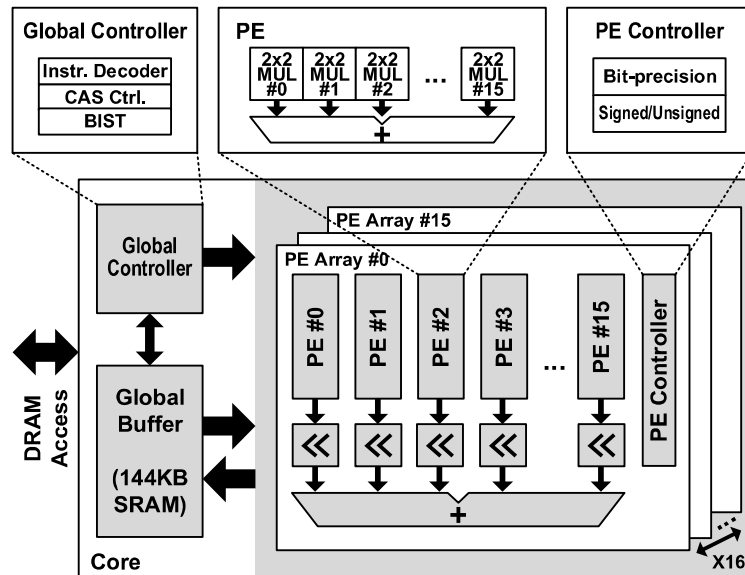 Global Controller
Instr. Decoder
CAS Ctrl.
BIST
PE
2x2 MUL #0
2x2 MUL #1
2x2 MUL #2
...
2x2 MUL #15
+
PE Controller
Bit-precision
Signed/Unsigned
PE Array #15
PE Array #0
Global
Controller
PE #0
PE #1
PE #2
PE #3
...
PE #15
PE Controller
DRAM
Access
Global
Buffer
(144KB
SRAM)
<<
<<
<<
<<
<<
+
Core
...
X16